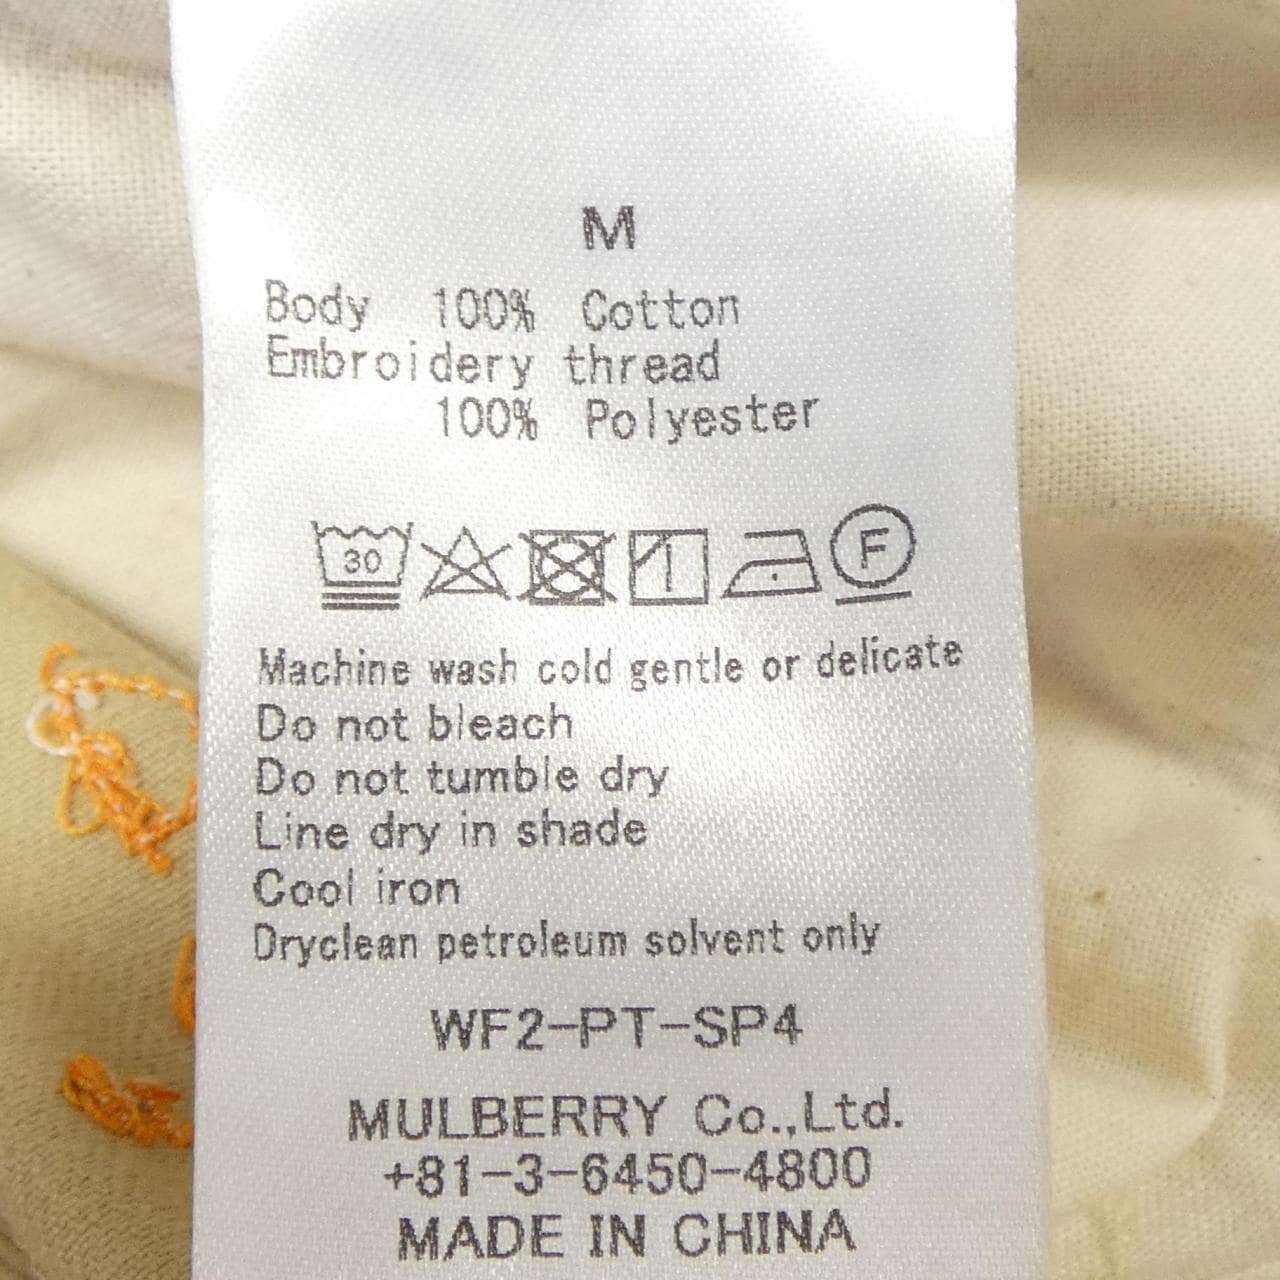 M
Body 100% Cotton
Embroidery thread
100% Polyester
30 F
Machine wash cold gentle or delicate
Do not bleach
Do not tumble dry
Line dry in shade
Cool iron
Dryclean petroleum solvent only
WF2-PT-SP4
MULBERRY Co.,Ltd.
+81-3-6450-4800
MADE IN CHINA